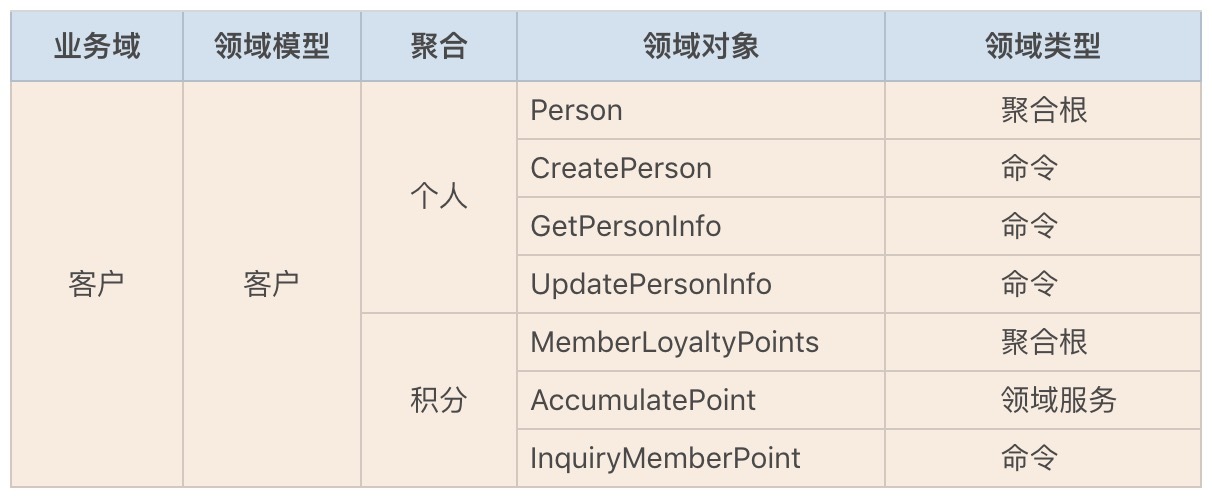 业务域 领域模型 聚合 领域对象 领域类型
客户 客户 个人 Person 聚合根
CreatePerson 命令
GetPersonInfo 命令
UpdatePersonInfo 命令
积分 MemberLoyaltyPoints 聚合根
AccumulatePoint 领域服务
InquiryMemberPoint 命令